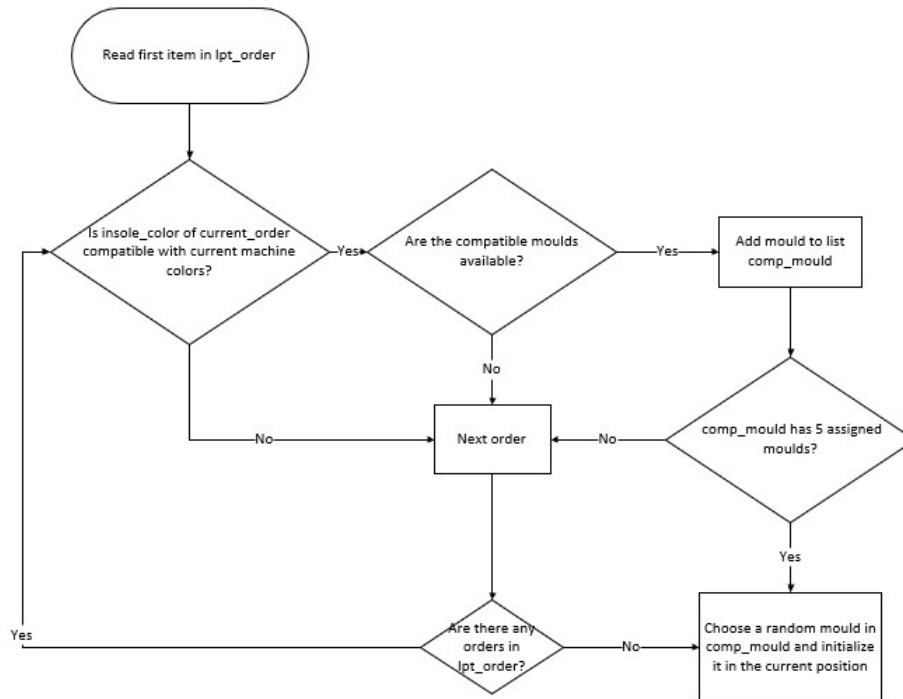 Read first item in lpt_order
Is insole_color of current_order
compatible with current machine
colors?
Yes
Are the compatible moulds
available?
Yes
Add mould to list
comp_mould
No
No
Next order
No
comp_mould has 5 assigned
moulds?
Yes
Yes
Are there any
orders in
lpt_order?
No
Choose a random mould in
comp_mould and initialize
it in the current position